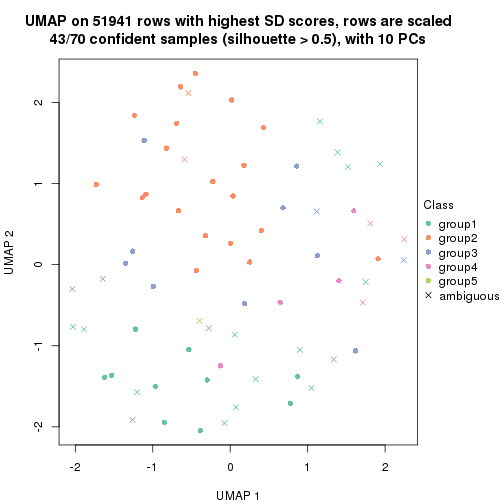 UMAP on 51941 rows with highest SD scores, rows are scaled
43/70 confident samples (silhouette > 0.5), with 10 PCs
2
1
0
-1
-2
UMAP 2
-2
-1
0
1
2
UMAP 1
Class
group1
group2
group3
group4
group5
ambiguous